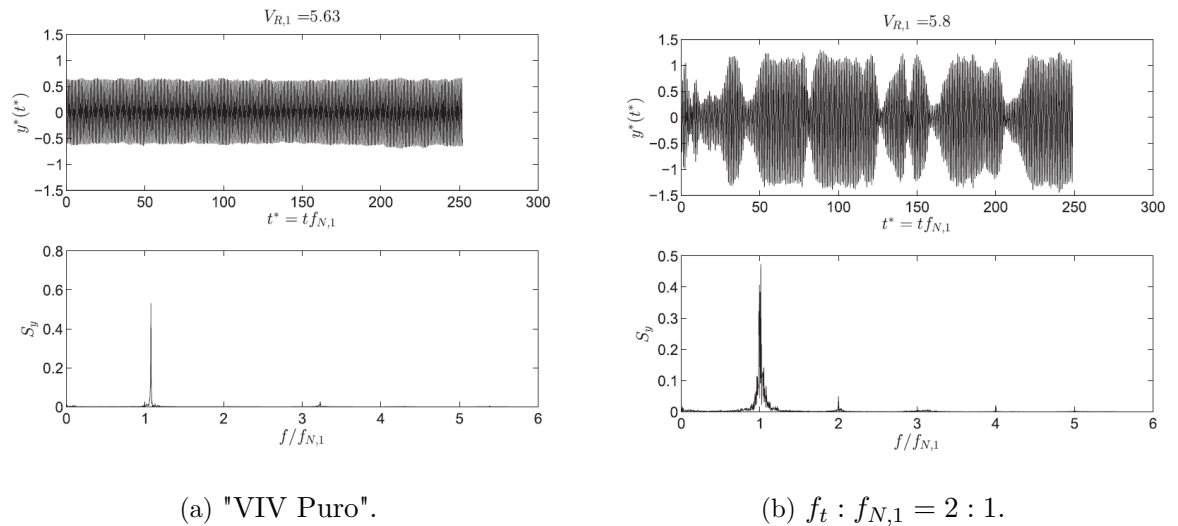 V_{R,1} =5.63
1.5
1
0.5
0
−0.5
−1
−1.5
y*(t*)
0 50 100 150 200 250 300
t* = tf_{N,1}
0.8
0.6
0.4
0.2
0
S_y
0 1 2 3 4 5 6
f/f_{N,1}
(a) "VIV Puro".
V_{R,1} =5.8
1.5
1
0.5
0
−0.5
−1
−1.5
y*(t*)
0 50 100 150 200 250 300
t* = tf_{N,1}
0.5
0.4
0.3
0.2
0.1
0
S_y
0 1 2 3 4 5 6
f/f_{N,1}
(b) f_t : f_{N,1} = 2 : 1.